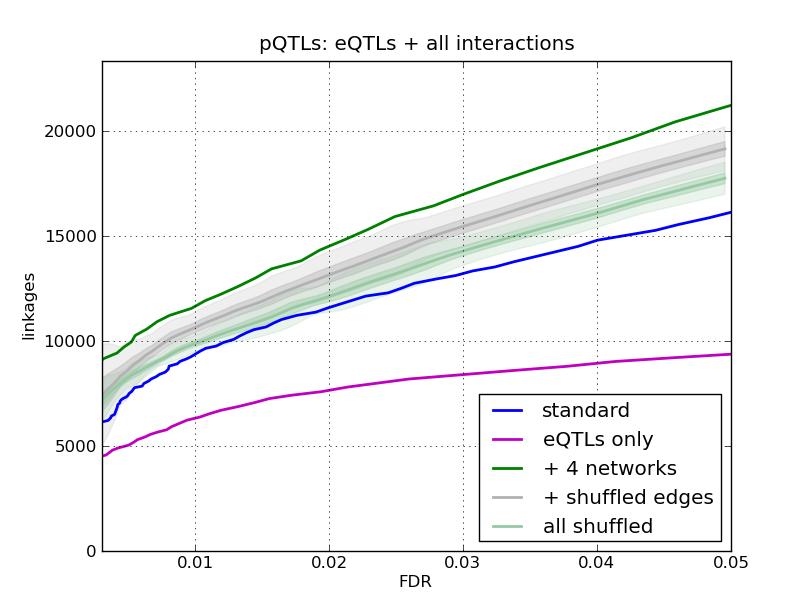 pQTLs: eQTLs + all interactions
20000
15000
10000
5000
0
linkages
standard
eQTLs only
+ 4 networks
+ shuffled edges
all shuffled
0.01 0.02 0.03 0.04 0.05
FDR